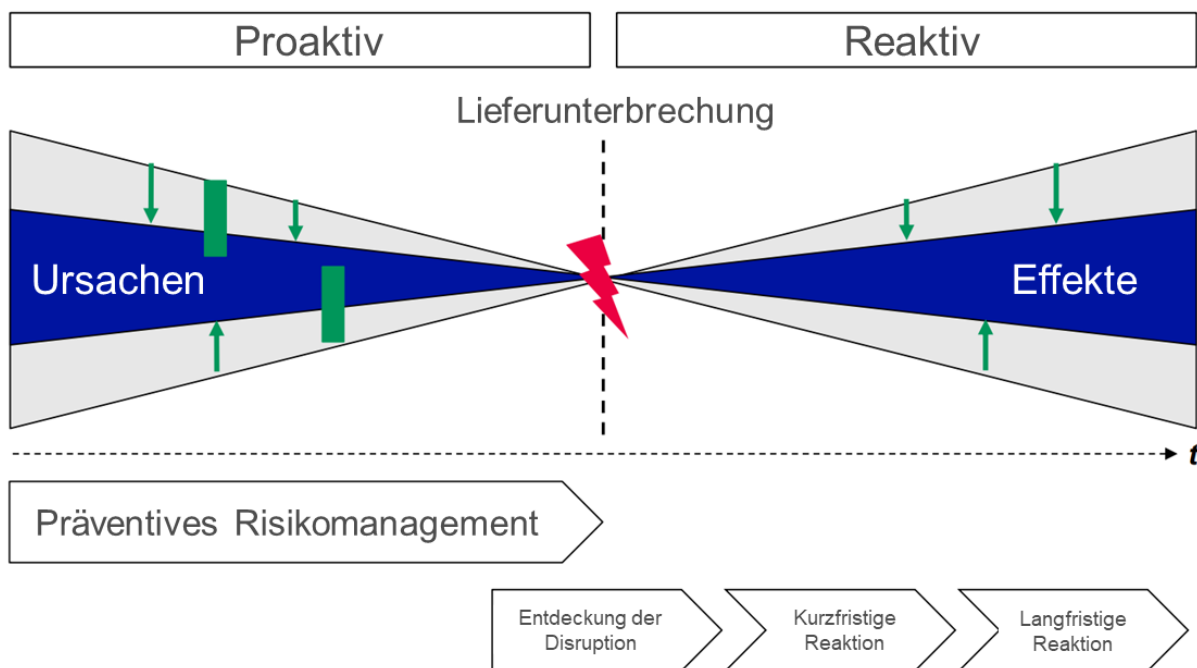 Proaktiv
Reaktiv
Lieferunterbrechung
Ursachen
Effekte
t
Präventives Risikomanagement
Entdeckung der
Disruption
Kurzfristige
Reaktion
Langfristige
Reaktion